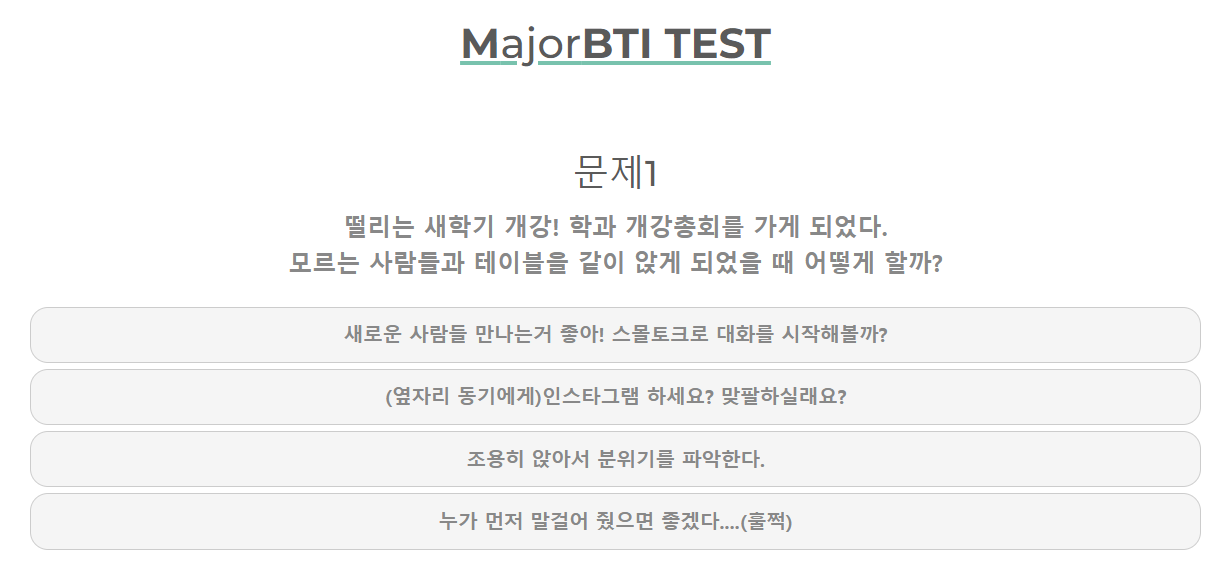 MajorBTI TEST
문제1
떨리는 새학기 개강! 학과 개강총회를 가게 되었다.
모르는 사람들과 테이블을 같이 앉게 되었을 때 어떻게 할까?
새로운 사람들 만나는거 좋아! 스몰토크로 대화를 시작해볼까?
(옆자리 동기에게)인스타그램 하세요? 맞팔하실래요?
조용히 앉아서 분위기를 파악한다.
누가 먼저 말걸어 줬으면 좋겠다....(훌쩍)